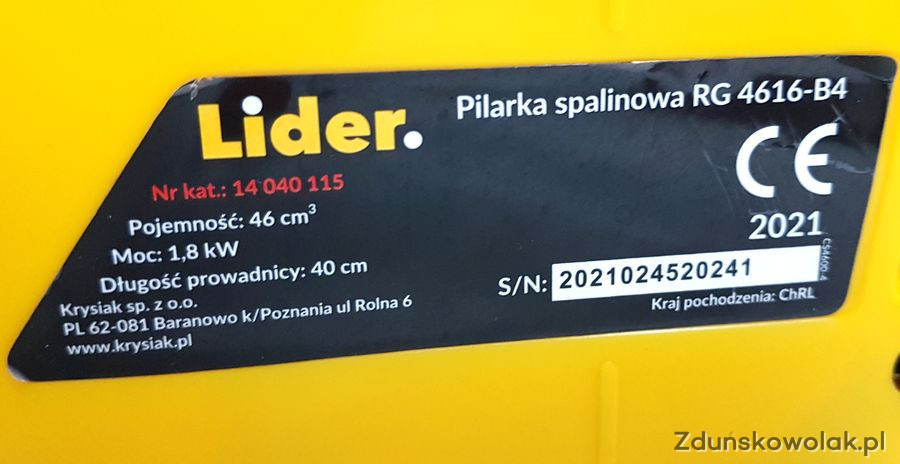 Lider.
Pilarka spalinowa RG 4616-B4
Nr kat.: 14 040 115
Pojemność: 46 cm³
Moc: 1,8 kW
Długość prowadnicy: 40 cm
Krysiak sp. z o.o.
PL 62-081 Baranowo k/Poznania ul Rolna 6
www.krysiak.pl
CE
2021
S/N: 2021024520241
Kraj pochodzenia: ChRL
CS4600-4
Zdunskowolak.pl